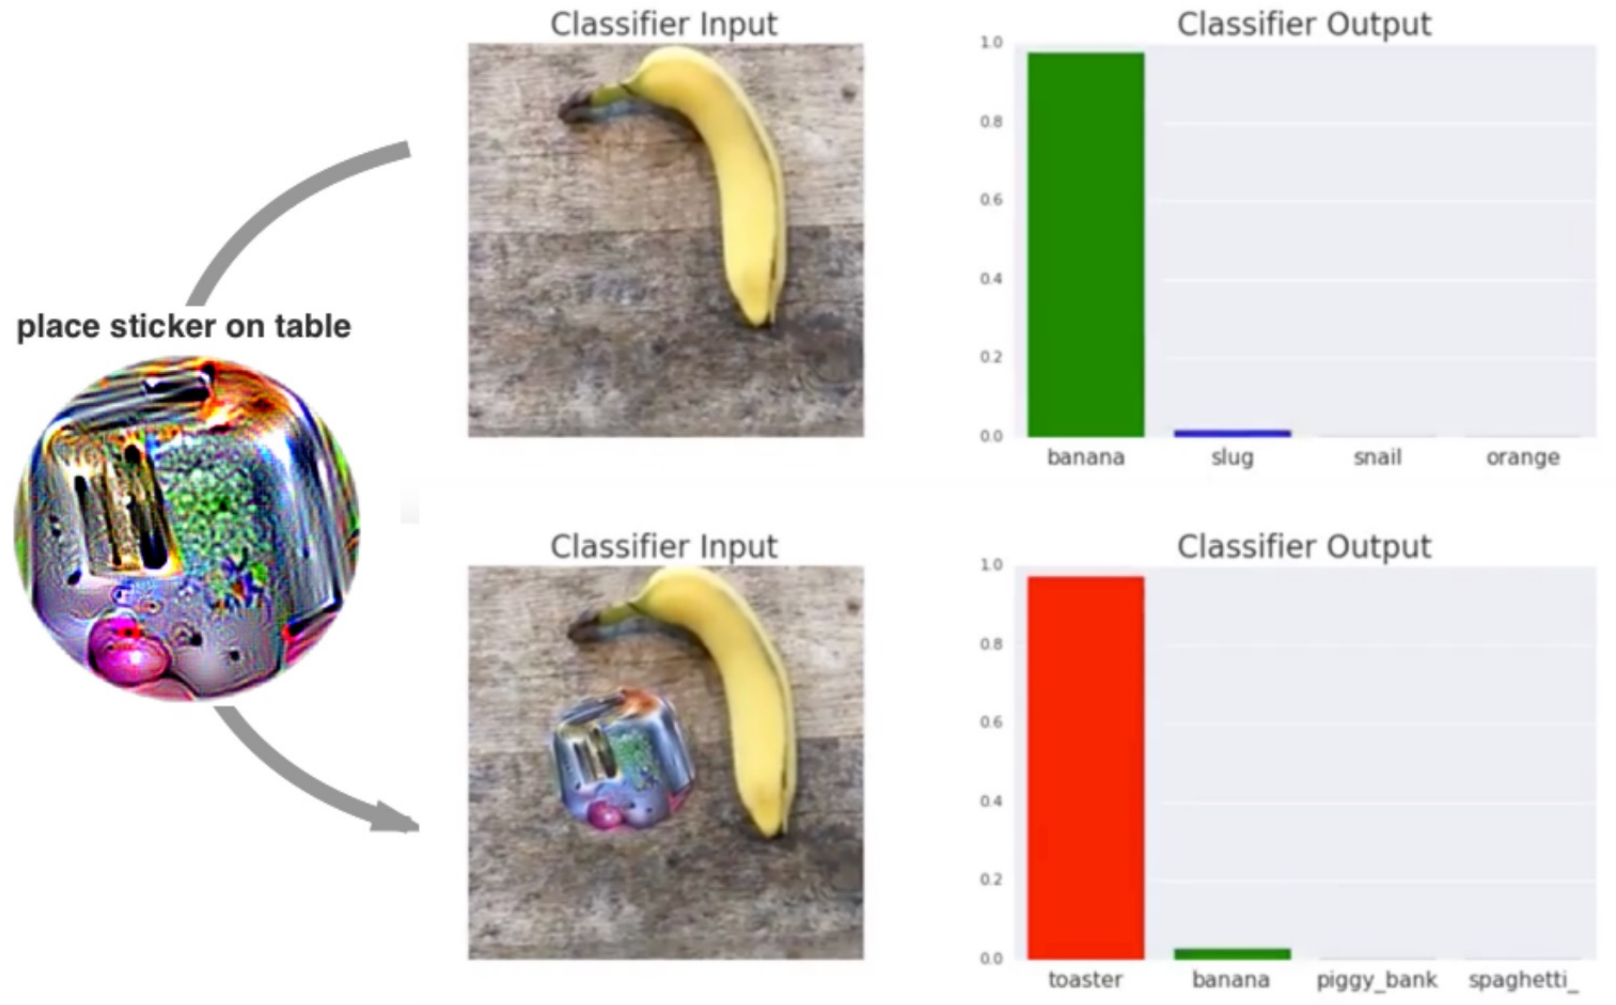 Classifier Input
Classifier Output
1.0
0.8
0.6
0.4
0.2
0.0
banana slug snail orange
place sticker on table
Classifier Input
Classifier Output
1.0
0.8
0.6
0.4
0.2
0.0
toaster banana piggy_bank spaghetti_